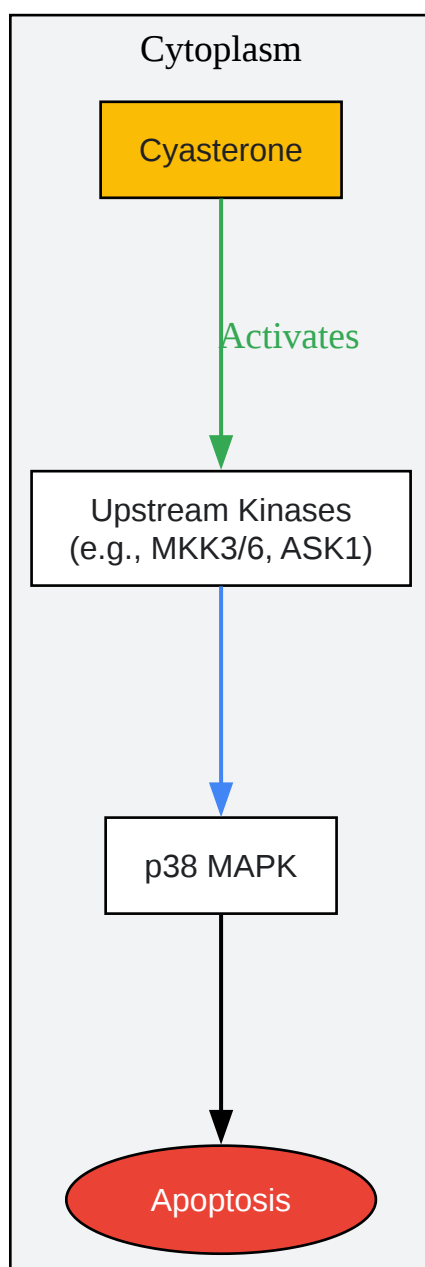 Cytoplasm
Cyasterone
Activates
Upstream Kinases
(e.g., MKK3/6, ASK1)
p38 MAPK
Apoptosis